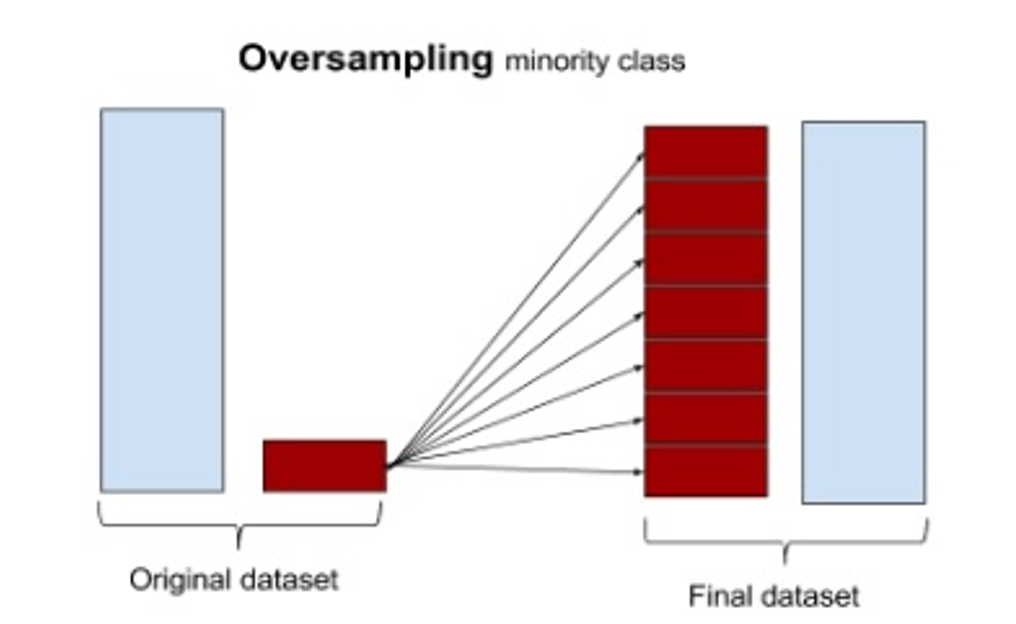 Oversampling minority class
Original dataset
Final dataset